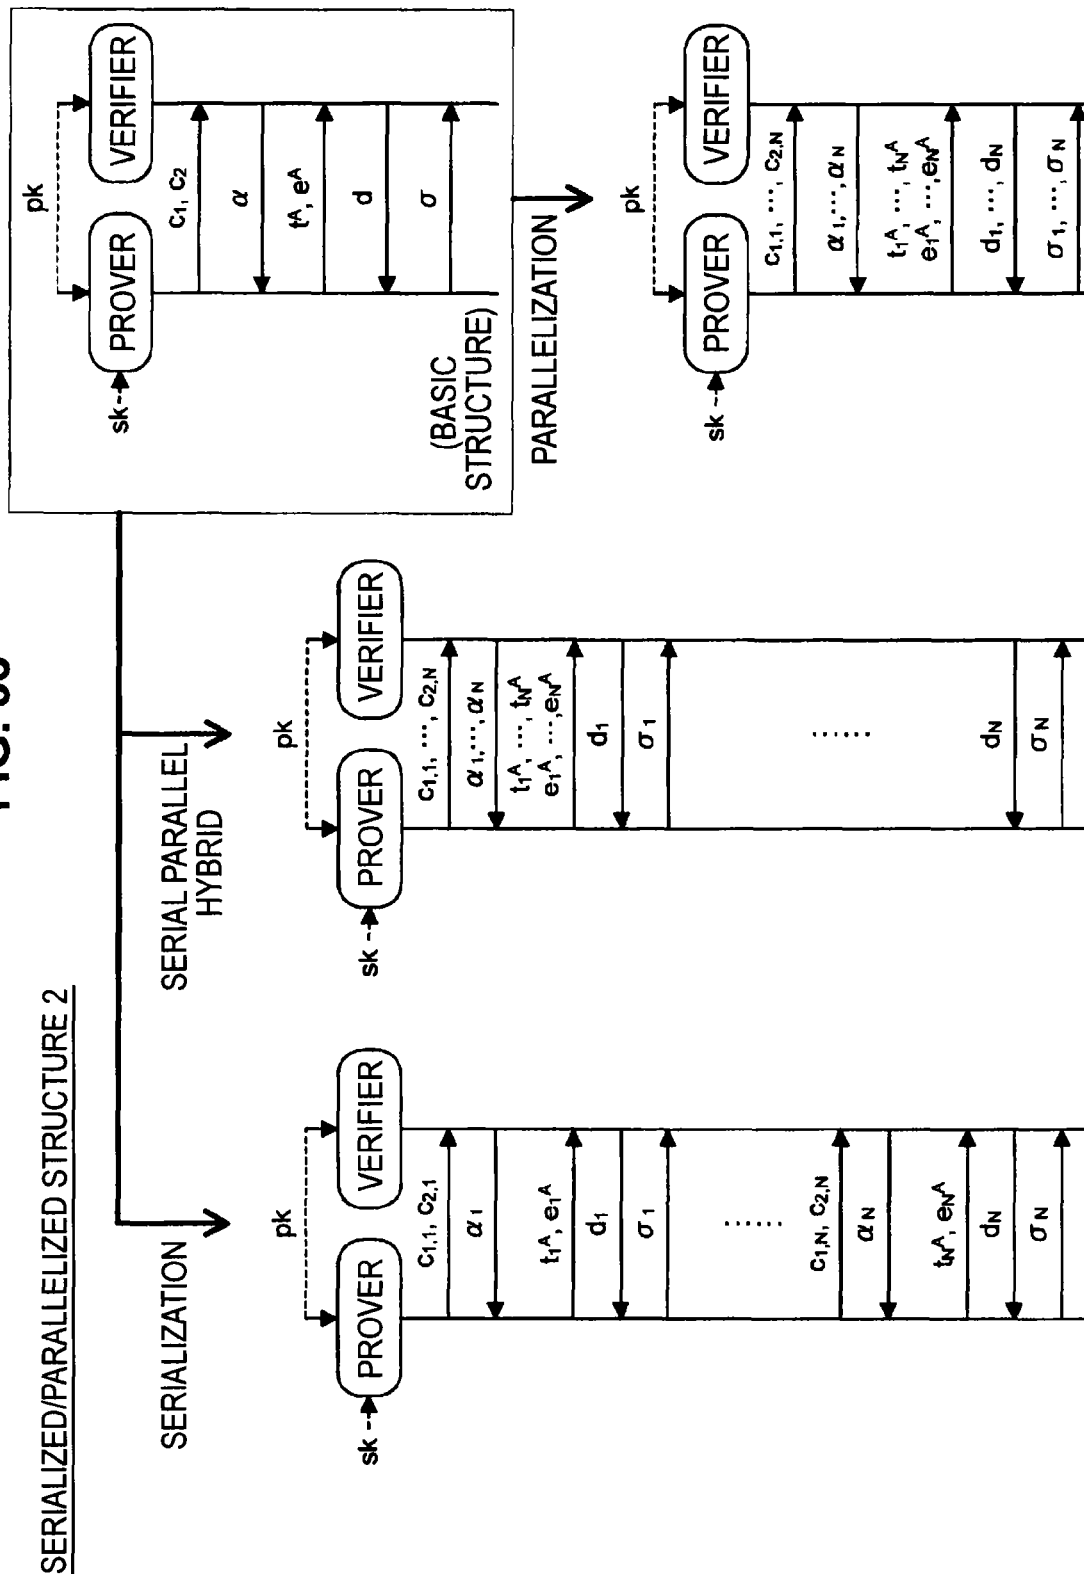 SERIALIZED/PARALLELIZED STRUCTURE 2
pk
sk
PROVER
VERIFIER
c₁, c₂
α
tᴬ, eᴬ
d
σ
(BASIC
STRUCTURE)
SERIALIZATION
pk
sk
PROVER
VERIFIER
c₁,₁, c₂,₁
α₁
t₁ᴬ, e₁ᴬ
d₁
σ₁
......
c₁,N, c₂,N
αN
tNᴬ, eNᴬ
dN
σN
SERIAL PARALLEL
HYBRID
pk
sk
PROVER
VERIFIER
c₁,₁, ···, c₂,N
α₁, ···, αN
t₁ᴬ, ···, tNᴬ
e₁ᴬ, ···, eNᴬ
d₁
σ₁
......
dN
σN
PARALLELIZATION
pk
sk
PROVER
VERIFIER
c₁,₁, ···, c₂,N
α₁, ···, αN
t₁ᴬ, ···, tNᴬ
e₁ᴬ, ···, eNᴬ
d₁, ···, dN
σ₁, ···, σN